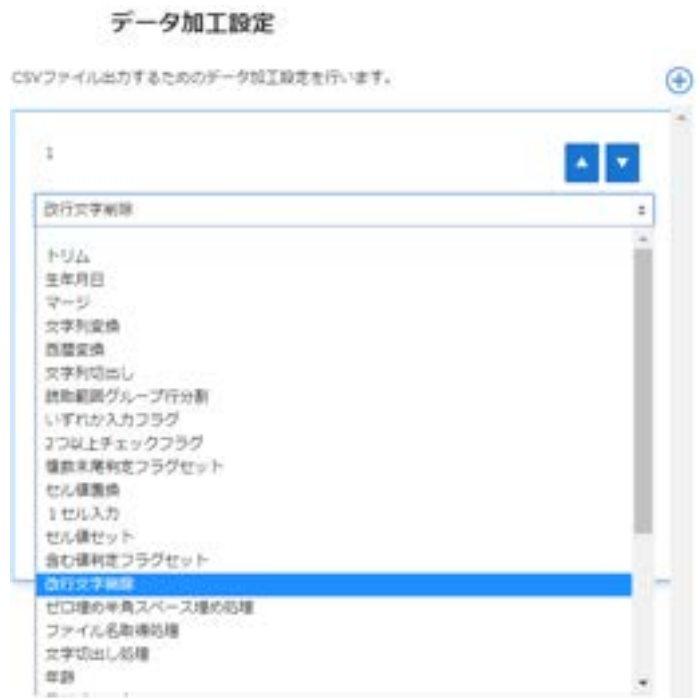 データ加工設定
CSVファイル出力するためのデータ加工設定を行います。
1
改行文字削除
トリム
生年月日
マージ
文字列変換
西暦変換
文字列切出し
読取範囲グループ行分割
いずれか入力フラグ
2つ以上チェックフラグ
複数末尾判定フラグセット
セル値置換
1セル入力
セル値セット
含む値判定フラグセット
改行文字削除
ゼロ埋め半角スペース埋め処理
ファイル名取得処理
文字切出し処理
年齢